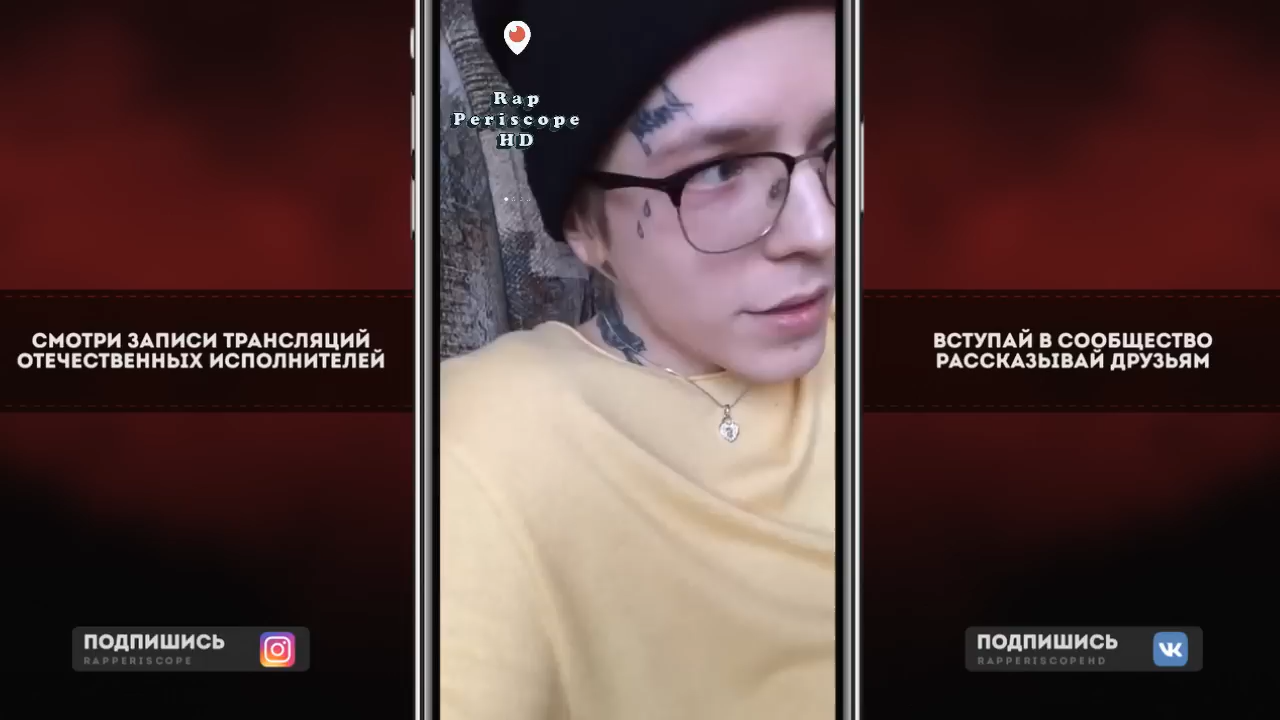 Rap
Periscope
HD
СМОТРИ ЗАПИСИ ТРАНСЛЯЦИЙ
ОТЕЧЕСТВЕННЫХ ИСПОЛНИТЕЛЕЙ
ВСТУПАЙ В СООБЩЕСТВО
РАССКАЗЫВАЙ ДРУЗЬЯМ
ПОДПИШИСЬ
RAPPERISCOPE
ПОДПИШИСЬ
RAPPERISCOPEHD